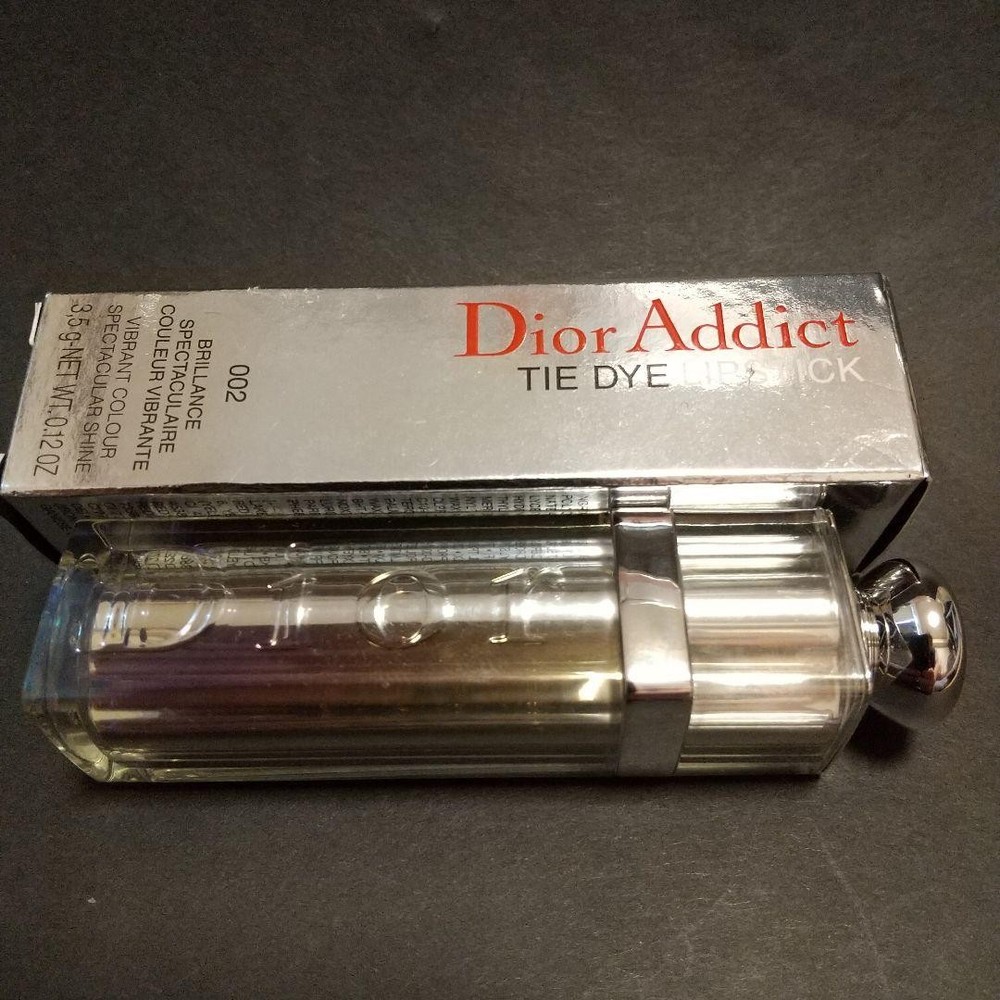 Dior Addict
TIE DYE LIPSTICK
002
BRILLANCE
SPECTACULAIRE
COULEUR VIBRANTE
VIBRANT COLOUR
SPECTACULAR SHINE
3,5 g-NET WT. 0.12 OZ
Dior